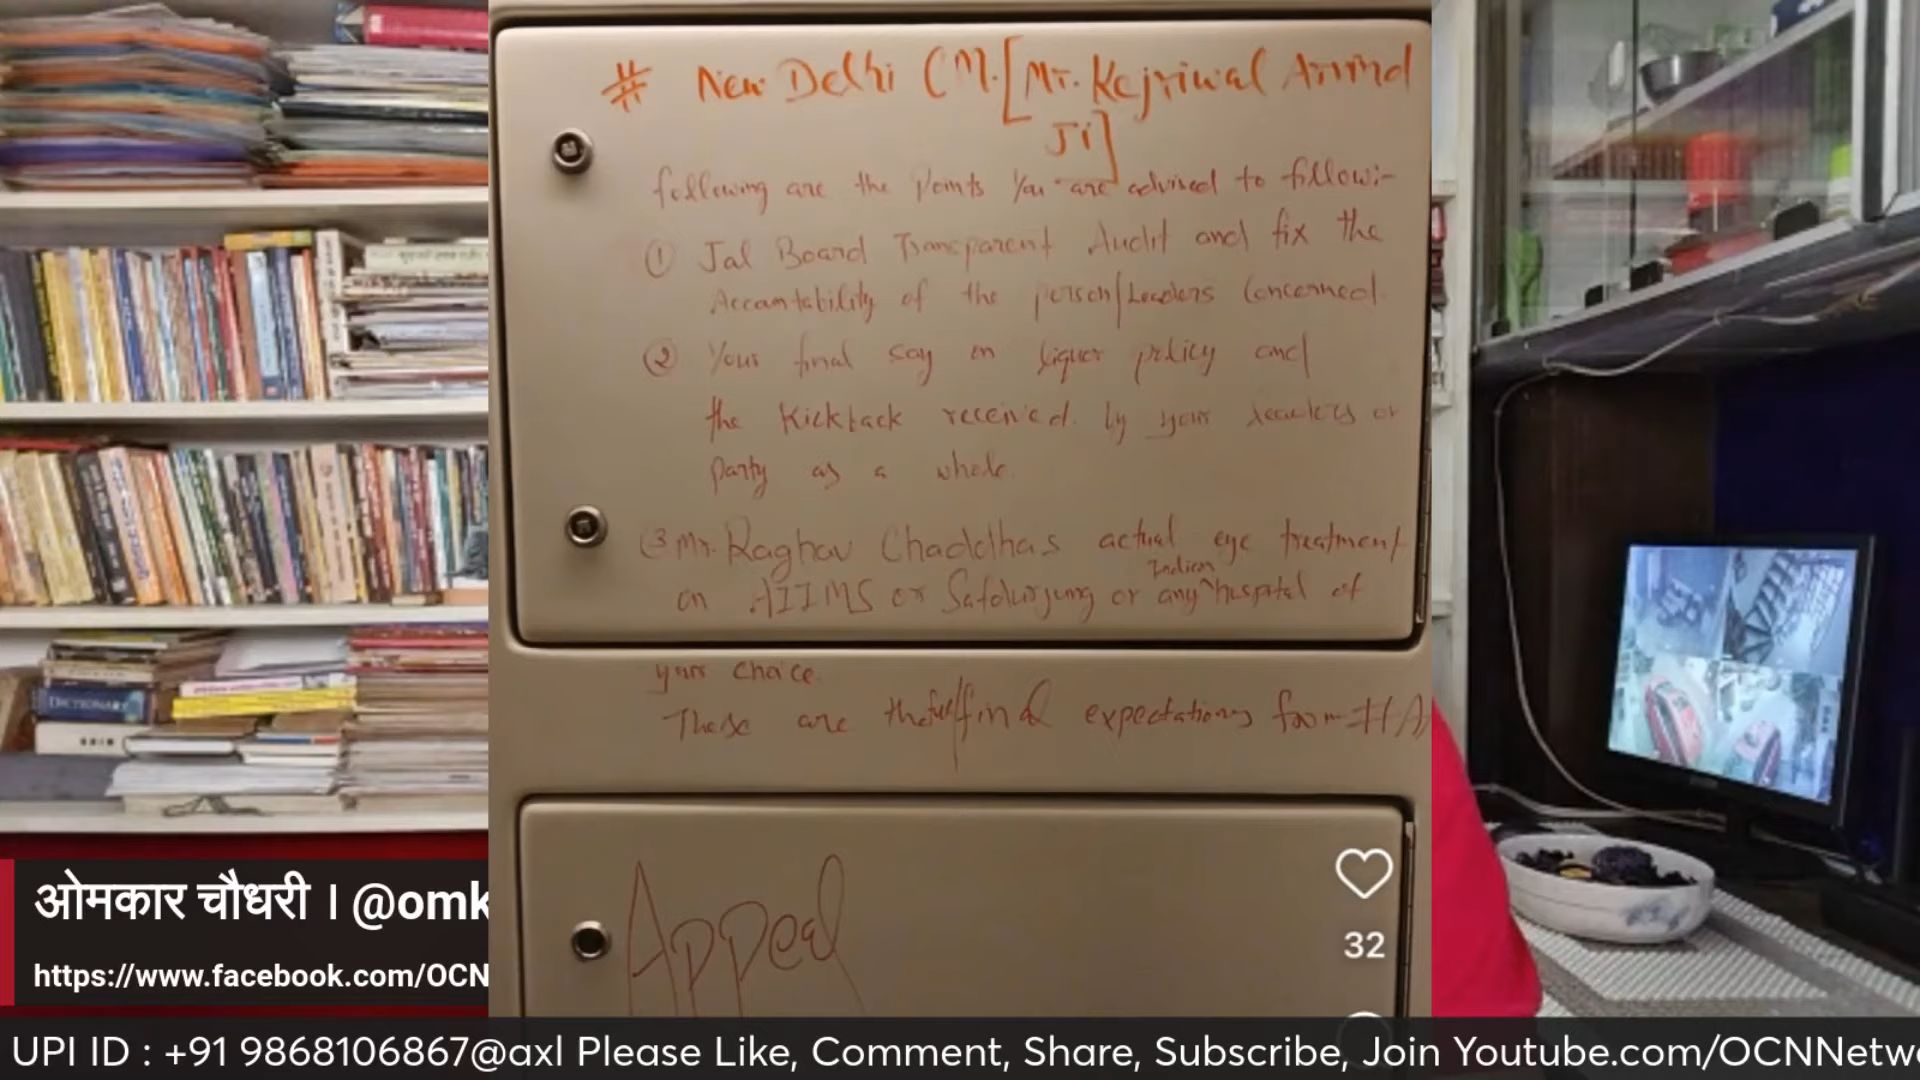 # New Delhi CM. [Mr. Kejriwal Arvind
Ji]
following are the points You are advised to follow:-
① Jal Board Transparent Audit and fix the
Accountability of the person/Leaders Concerned.
② Your final say on liquor policy and
the Kickback received by your leaders or
party as a whole.
③ Mr. Raghav Chaddhas actual eye treatment
Indian
on AIIMS or Safdurjung or any^hospital of
your Choice
These are the full/final expectations from #
Appeal
32
DICTIONARY
ओमकार चौधरी । @omk
https://www.facebook.com/OCN
UPI ID : +91 9868106867@axl Please Like, Comment, Share, Subscribe, Join Youtube.com/OCNNetw